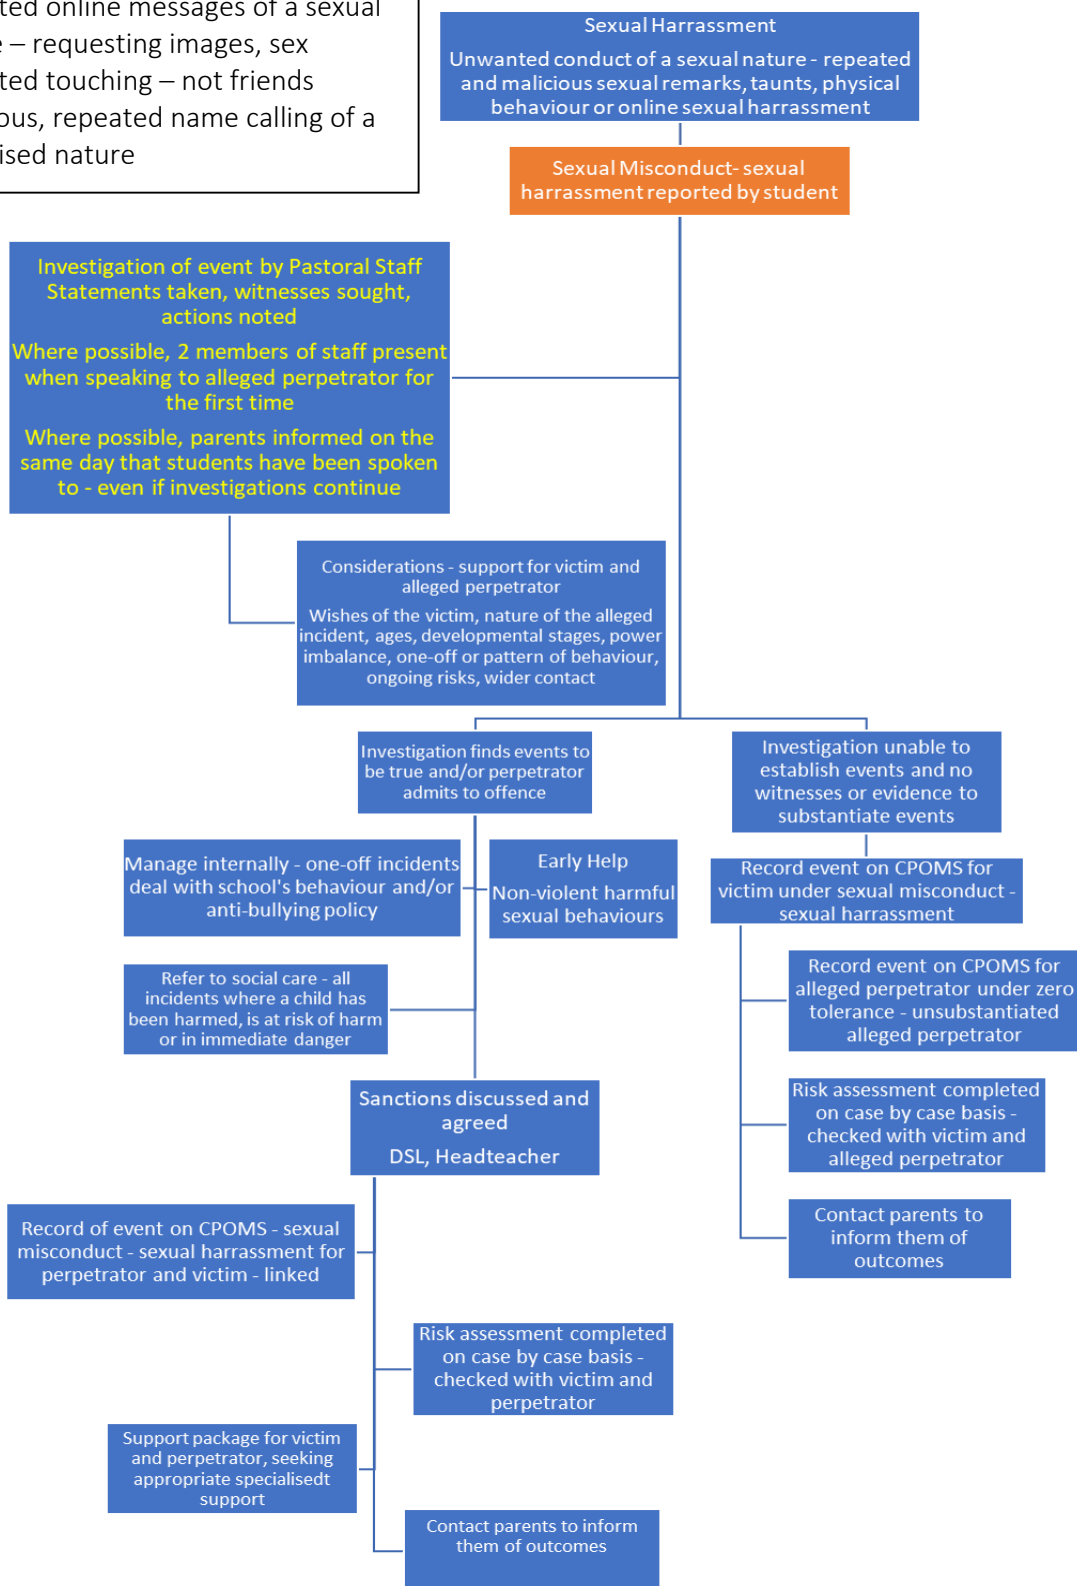 online messages of a sexual
– requesting images, sex
touching – not friends
repeated name calling of a
nature
Sexual Harrassment
Unwanted conduct of a sexual nature - repeated
and malicious sexual remarks, taunts, physical
behaviour or online sexual harrassment
Sexual Misconduct- sexual
harrassment reported by student
Investigation of event by Pastoral Staff
Statements taken, witnesses sought,
actions noted
Where possible, 2 members of staff present
when speaking to alleged perpetrator for
the first time
Where possible, parents informed on the
same day that students have been spoken
to - even if investigations continue
Considerations - support for victim and
alleged perpetrator
Wishes of the victim, nature of the alleged
incident, ages, developmental stages, power
imbalance, one-off or pattern of behaviour,
ongoing risks, wider contact
Investigation finds events to
be true and/or perpetrator
admits to offence
Manage internally - one-off incidents
deal with school's behaviour and/or
anti-bullying policy
Early Help
Non-violent harmful
sexual behaviours
Refer to social care - all
incidents where a child has
been harmed, is at risk of harm
or in immediate danger
Sanctions discussed and
agreed
DSL, Headteacher
Record of event on CPOMS - sexual
misconduct - sexual harrassment for
perpetrator and victim - linked
Risk assessment completed
on case by case basis -
checked with victim and
perpetrator
Support package for victim
and perpetrator, seeking
appropriate specialisedt
support
Contact parents to inform
them of outcomes
Investigation unable to
establish events and no
witnesses or evidence to
substantiate events
Record event on CPOMS for
victim under sexual misconduct -
sexual harrassment
Record event on CPOMS for
alleged perpetrator under zero
tolerance - unsubstantiated
alleged perpetrator
Risk assessment completed
on case by case basis -
checked with victim and
alleged perpetrator
Contact parents to
inform them of
outcomes